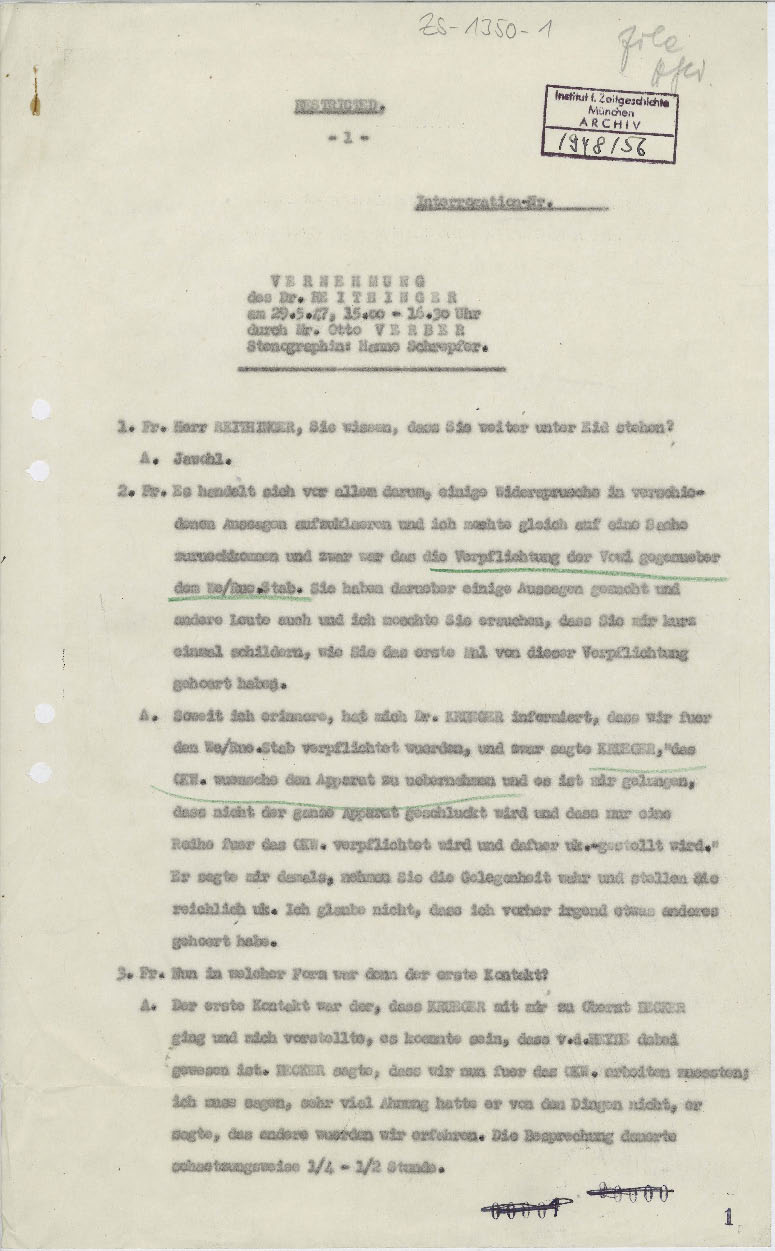 ZS-1350-1
file
RESTRICTED.
Institut f. Zeitgeschichte
München
ARCHIV
1948/56
- 1 -
Interrogation-Nr.
VERNEHMUNG
des Dr. REITHINGER
am 29.5.47, 15.00 - 16.30 Uhr
durch Mr. Otto VERBER
Stenographin: Hanne Schrepfer.
1. Fr. Herr REITHINGER, Sie wissen, dass Sie weiter unter Eid stehen?
A. Jawohl.
2. Fr. Es handelt sich vor allem darum, einige Widersprueche in verschie-
denen Aussagen aufzuklaeren und ich moechte gleich auf eine Sache
zurueckkommen und zwar war das die Verpflichtung der Vowi gegenueber
dem We/Rue.Stab. Sie haben darueber einige Aussagen gemacht und
andere Leute auch und ich moechte Sie ersuchen, dass Sie mir kurz
einmal schildern, wie Sie das erste Mal von dieser Verpflichtung
gehoert haben.
A. Soweit ich erinnere, hat mich Dr. KRUEGER informiert, dass wir fuer
den We/Rue.Stab verpflichtet wuerden, und zwar sagte KRUEGER,"das
OKW. wuensche den Apparat zu uebernehmen und es ist mir gelungen,
dass nicht der ganze Apparat geschluckt wird und dass nur eine
Reihe fuer das OKW. verpflichtet wird und dafuer uk.-gestellt wird."
Er sagte mir damals, nehmen Sie die Gelegenheit wahr und stellen Sie
reichlich uk. Ich glaube nicht, dass ich vorher irgend etwas anderes
gehoert habe.
3. Fr. Nun in welcher Form war denn der erste Kontakt?
A. Der erste Kontakt war der, dass KRUEGER mit mir zu Oberst BECKER
ging und mich vorstellte, es koennte sein, dass v.d.HEYDE dabei
gewesen ist. BECKER sagte, dass wir nun fuer das OKW. arbeiten muessten;
ich muss sagen, sehr viel Ahnung hatte er von den Dingen nicht, er
sagte, das andere wuerden wir erfahren. Die Besprechung dauerte
schaetzungsweise 1/4 - 1/2 Stunde.
1